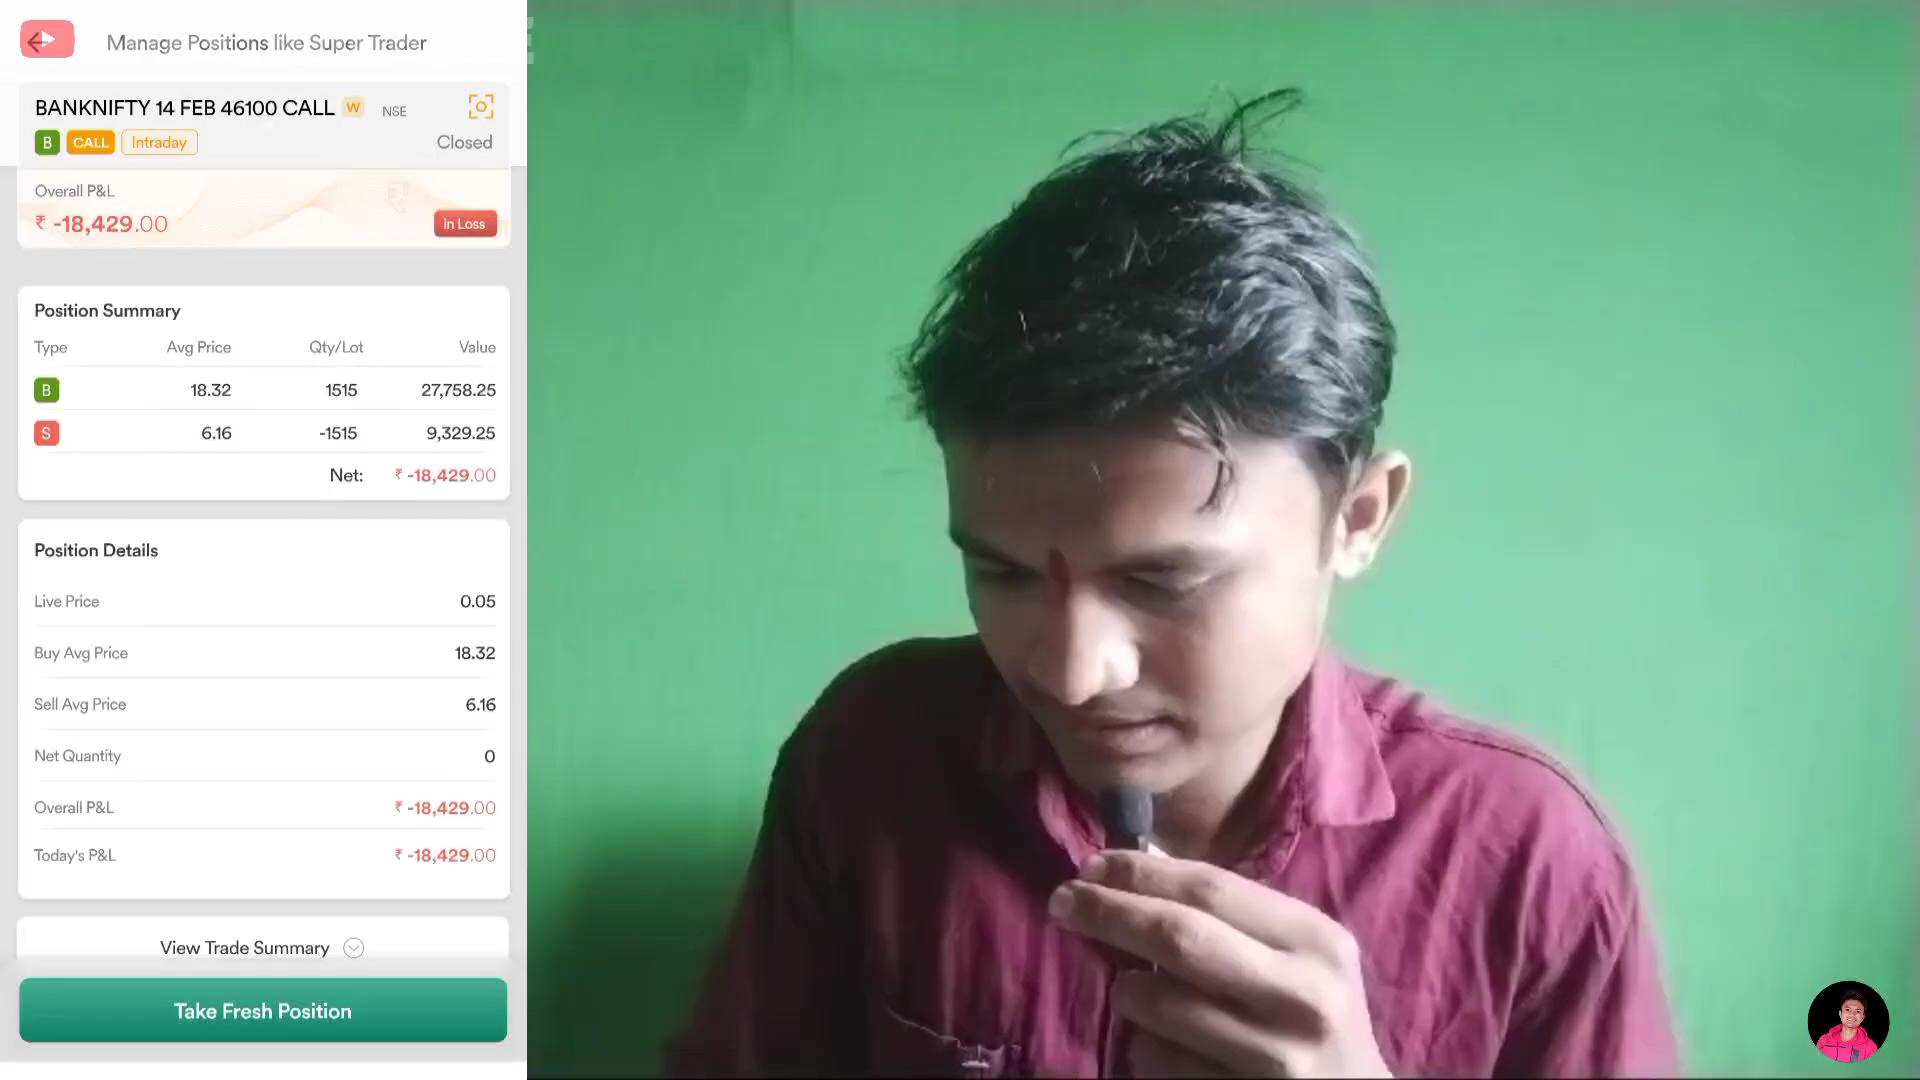 Manage Positions like Super Trader
BANKNIFTY 14 FEB 46100 CALL W NSE
B CALL Intraday Closed
Overall P&L
₹ -18,429.00 in Loss
Position Summary
Type Avg Price Qty/Lot Value
B 18.32 1515 27,758.25
S 6.16 -1515 9,329.25
Net: ₹ -18,429.00
Position Details
Live Price 0.05
Buy Avg Price 18.32
Sell Avg Price 6.16
Net Quantity 0
Overall P&L ₹ -18,429.00
Today's P&L ₹ -18,429.00
View Trade Summary
Take Fresh Position